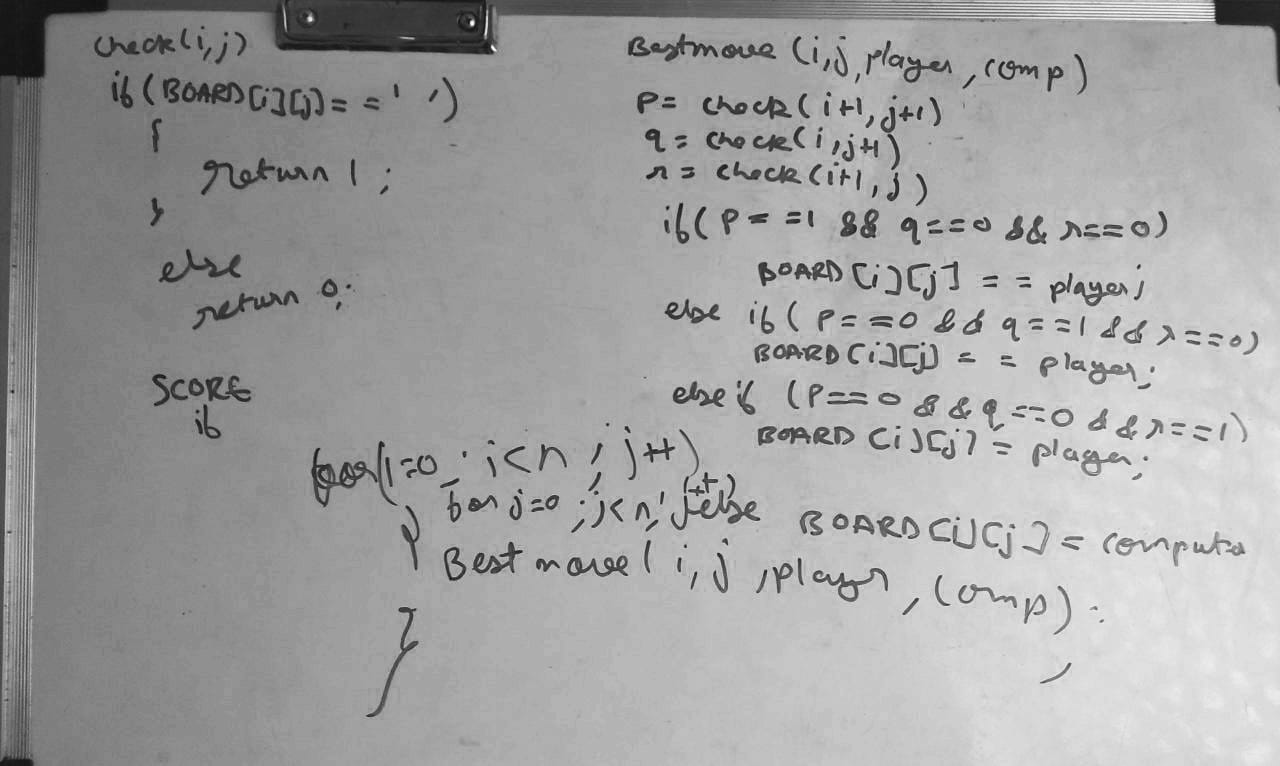 check(i,j)
if(BOARD[i][j]==' ')
{
return 1;
}
else
return 0;
SCORE
if
for(i=0; i<n; j++)
for j=0; j<n; j++)
{
Bestmove(i,j,player,comp);
}
Bestmove(i,j,player,comp)
P= check(i+1,j+1)
q= check(i,j+1)
r= check(i+1,j)
if(P==1 && q==0 && r==0)
BOARD[i][j]==player;
else if(P==0 && q==1 && r==0)
BOARD[i][j]==player;
else if (P==0 && q==0 && r==1)
BOARD[i][j]=player;
else BOARD[i][j]=computer